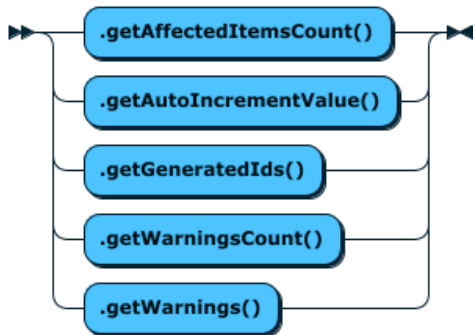 .getAffectedItemsCount()
.getAutoIncrementValue()
.getGeneratedIds()
.getWarningsCount()
.getWarnings()